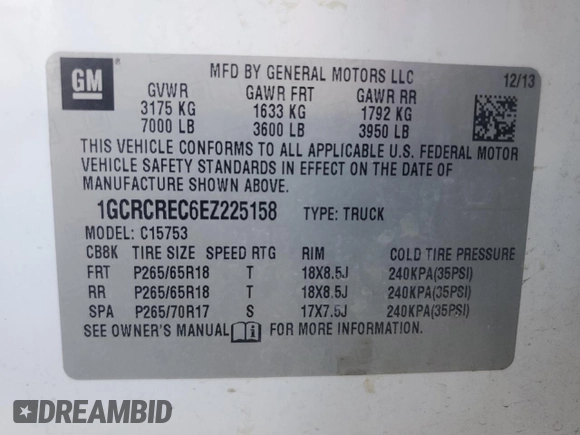 GM
MFD BY GENERAL MOTORS LLC
12/13
GVWR GAWR FRT GAWR RR
3175 KG 1633 KG 1792 KG
7000 LB 3600 LB 3950 LB
THIS VEHICLE CONFORMS TO ALL APPLICABLE U.S. FEDERAL MOTOR
VEHICLE SAFETY STANDARDS IN EFFECT ON THE DATE OF
MANUFACTURE SHOWN ABOVE.
1GCRCREC6EZ225158 TYPE: TRUCK
MODEL: C15753
CB8K TIRE SIZE SPEED RTG RIM COLD TIRE PRESSURE
FRT P265/65R18 T 18X8.5J 240KPA(35PSI)
RR P265/65R18 T 18X8.5J 240KPA(35PSI)
SPA P265/70R17 S 17X7.5J 240KPA(35PSI)
SEE OWNER'S MANUAL FOR MORE INFORMATION.
DREAMBID